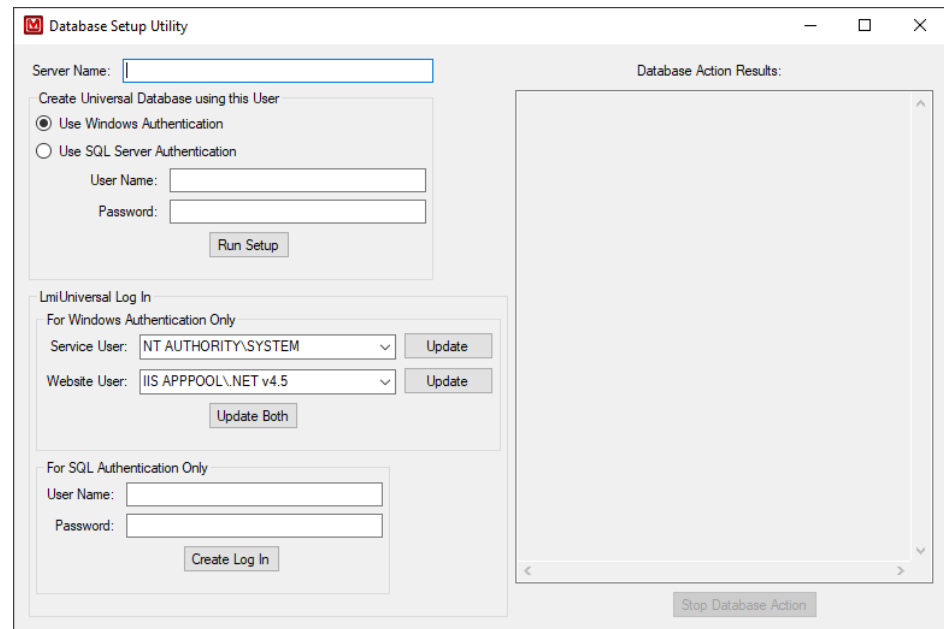 Database Setup Utility
Server Name:
Database Action Results:
Create Universal Database using this User
Use Windows Authentication
Use SQL Server Authentication
User Name:
Password:
Run Setup
LmiUniversal Log In
For Windows Authentication Only
Service User: NT AUTHORITY\SYSTEM Update
Website User: IIS APPPOOL\.NET v4.5 Update
Update Both
For SQL Authentication Only
User Name:
Password:
Create Log In
Stop Database Action